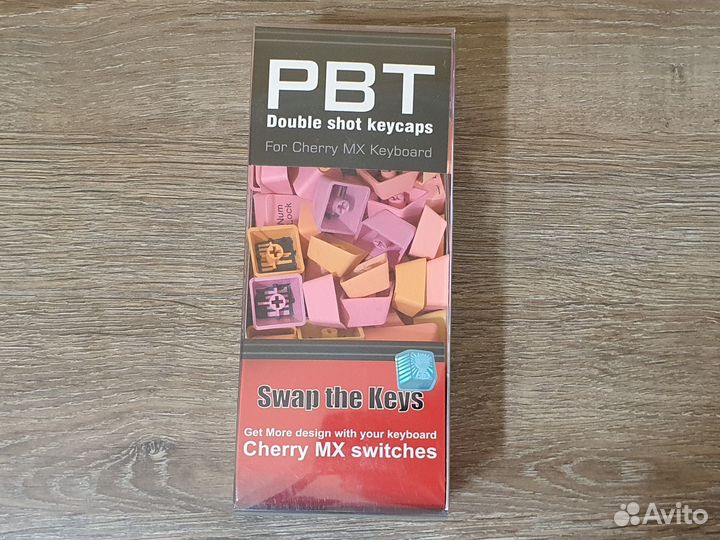 PBT
Double shot keycaps
For Cherry MX Keyboard
Num
Lock
Swap the Keys
Get More design with your keyboard
Cherry MX switches
Avito